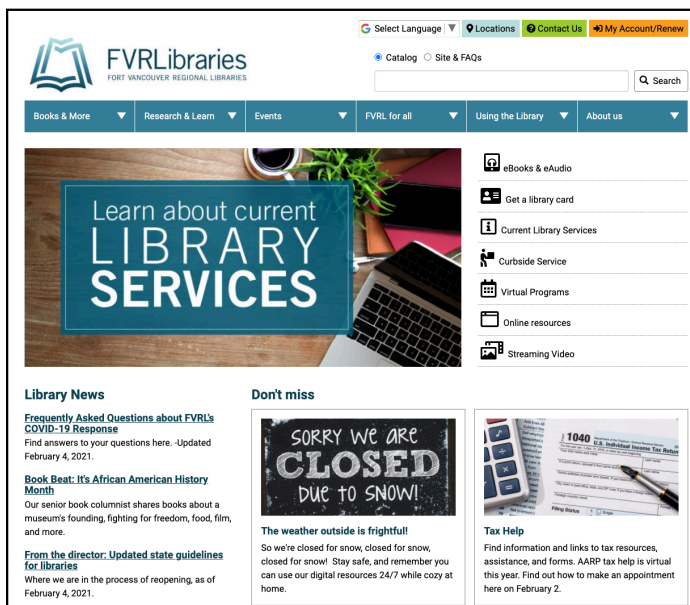 Select Language ▼
Locations
Contact Us
My Account/Renew
FVRLibraries
FORT VANCOUVER REGIONAL LIBRARIES
Catalog
Site & FAQs
Search
Books & More
Research & Learn
Events
FVRL for all
Using the Library
About us
Learn about current
LIBRARY
SERVICES
eBooks & eAudio
Get a library card
Current Library Services
Curbside Service
Virtual Programs
Online resources
Streaming Video
Library News
Frequently Asked Questions about FVRL's
COVID-19 Response
Find answers to your questions here. -Updated
February 4, 2021.
Book Beat: It's African American History
Month
Our senior book columnist shares books about a
museum's founding, fighting for freedom, food, film,
and more.
From the director: Updated state guidelines
for libraries
Where we are in the process of reopening, as of
February 4, 2021.
Don't miss
SORRY WE ARE
CLOSED
DUE TO SNOW!
The weather outside is frightful!
So we're closed for snow, closed for snow,
closed for snow! Stay safe, and remember you
can use our digital resources 24/7 while cozy at
home.
1040
U.S. Individual Income Tax Return
Filing Status
Tax Help
Find information and links to tax resources,
assistance, and forms. AARP tax help is virtual
this year. Find out how to make an appointment
here on February 2.